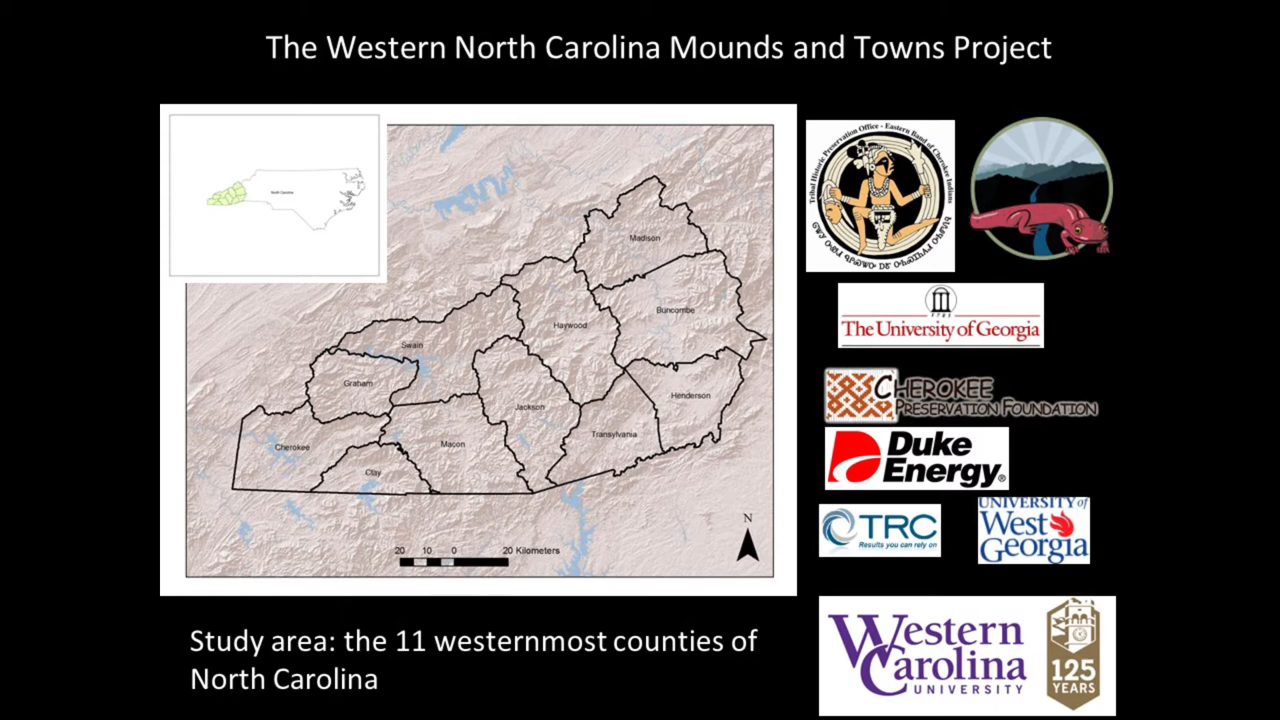 The Western North Carolina Mounds and Towns Project
North Carolina
Madison
Buncombe
Haywood
Swain
Graham
Henderson
Jackson
Transylvania
Cherokee
Macon
Clay
N
20 10 0 20 Kilometers
Tribal Historic Preservation Office - Eastern Band of Cherokee Indians
1785
The University of Georgia
CHEROKEE
PRESERVATION FOUNDATION
Duke
Energy®
TRC
Results you can rely on
UNIVERSITY of
West
Georgia
Study area: the 11 westernmost counties of
North Carolina
Western
Carolina
UNIVERSITY
125
YEARS